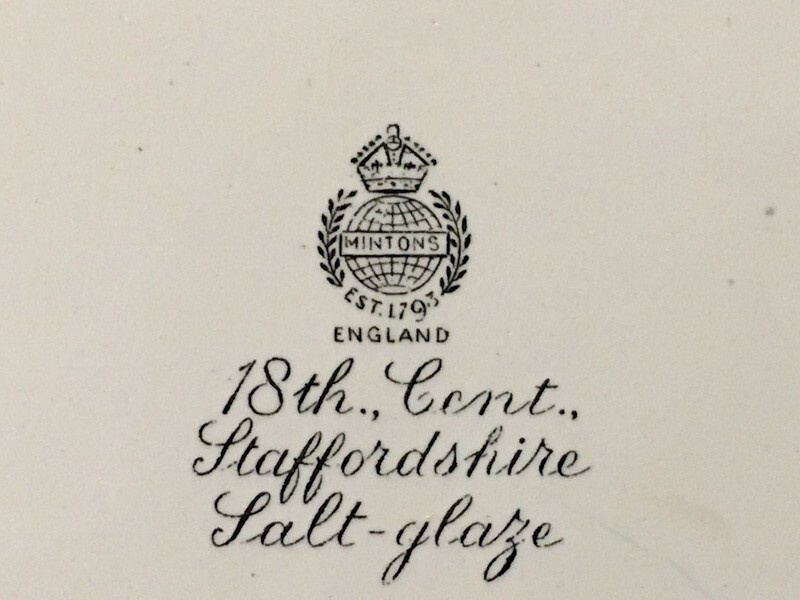 MINTONS
EST. 1793
ENGLAND
18th., Cent.,
Staffordshire
Salt-glaze